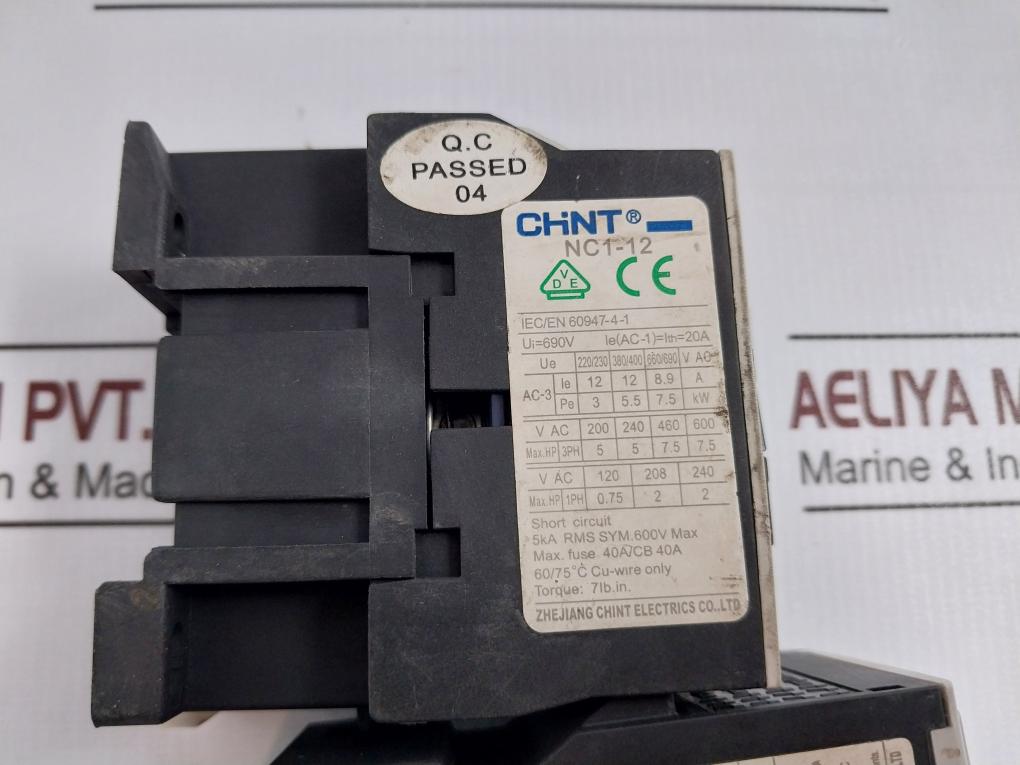 Q.C
PASSED
04
CHiNT®
NC1-12
VDE CE
IEC/EN 60947-4-1
Ui=690V Ie(AC-1)=Ith=20A
Ue 220/230 380/400 660/690 V AC
AC-3 Ie 12 12 8.9 A
Pe 3 5.5 7.5 kW
V AC 200 240 460 600
Max.HP 3PH 5 5 7.5 7.5
V AC 120 208 240
Max.HP 1PH 0.75 2 2
Short circuit
5kA RMS SYM.600V Max
Max. fuse 40A/CB 40A
60/75°C Cu-wire only
Torque: 7lb.in.
ZHEJIANG CHINT ELECTRICS CO.,LTD
PVT.
& Mac
AELIYA M
Marine & In
LTD